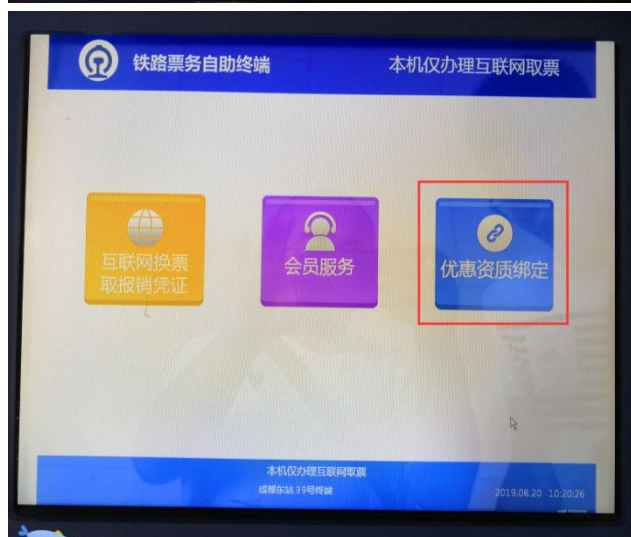 铁路票务自助终端
本机仅办理互联网取票
互联网换票
取报销凭证
会员服务
优惠资质绑定
本机仅办理互联网取票
成都东站 39号终端
2019.08.20 10:20:26